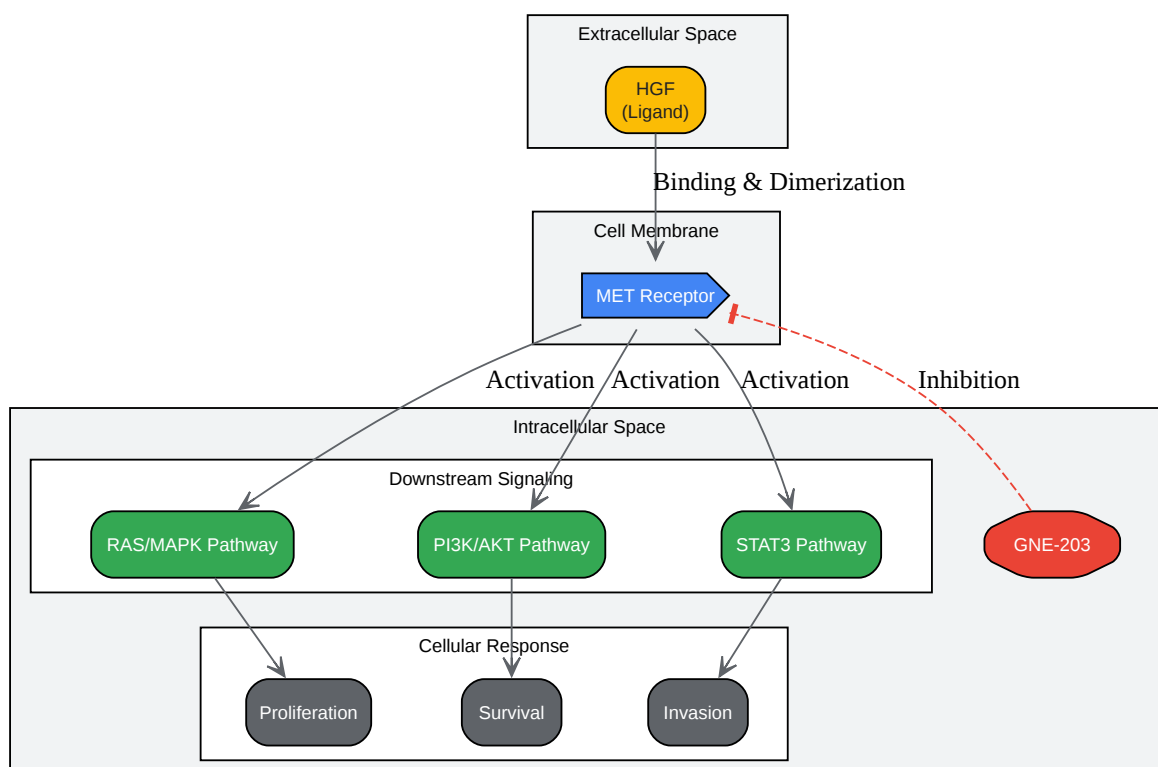 Extracellular Space
HGF
(Ligand)
Binding & Dimerization
Cell Membrane
MET Receptor
Activation
Activation
Activation
Inhibition
Intracellular Space
Downstream Signaling
RAS/MAPK Pathway
PI3K/AKT Pathway
STAT3 Pathway
GNE-203
Cellular Response
Proliferation
Survival
Invasion